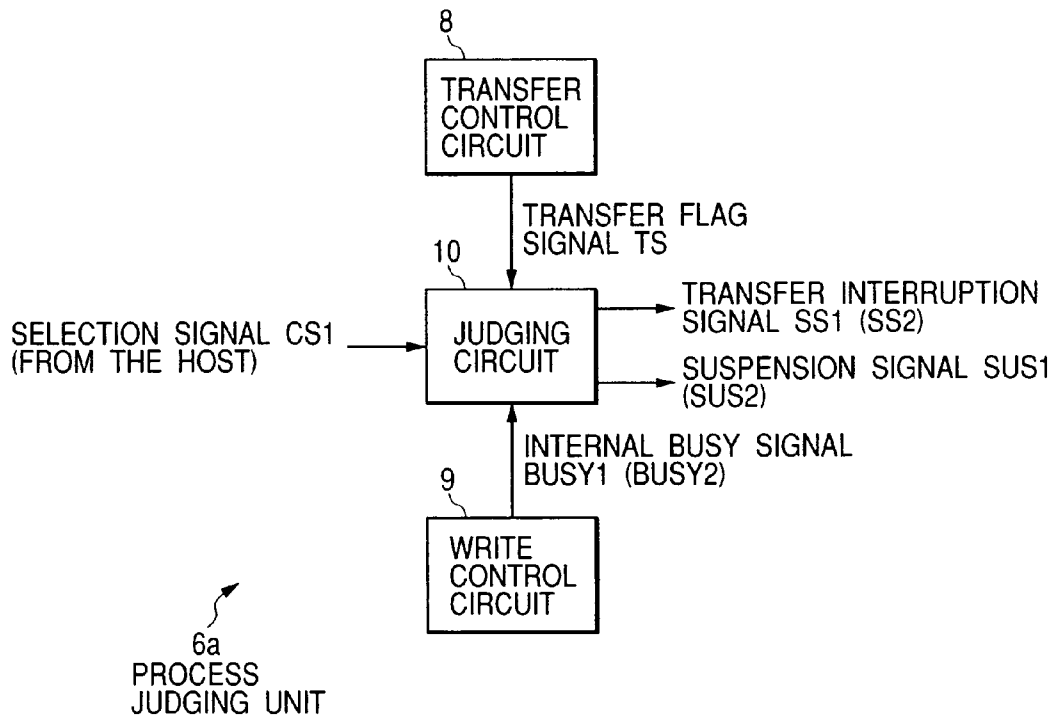 8
TRANSFER
CONTROL
CIRCUIT
TRANSFER FLAG
SIGNAL TS
10
JUDGING
CIRCUIT
SELECTION SIGNAL CS1
(FROM THE HOST)
TRANSFER INTERRUPTION
SIGNAL SS1 (SS2)
SUSPENSION SIGNAL SUS1
(SUS2)
INTERNAL BUSY SIGNAL
BUSY1 (BUSY2)
9
WRITE
CONTROL
CIRCUIT
6a
PROCESS
JUDGING UNIT